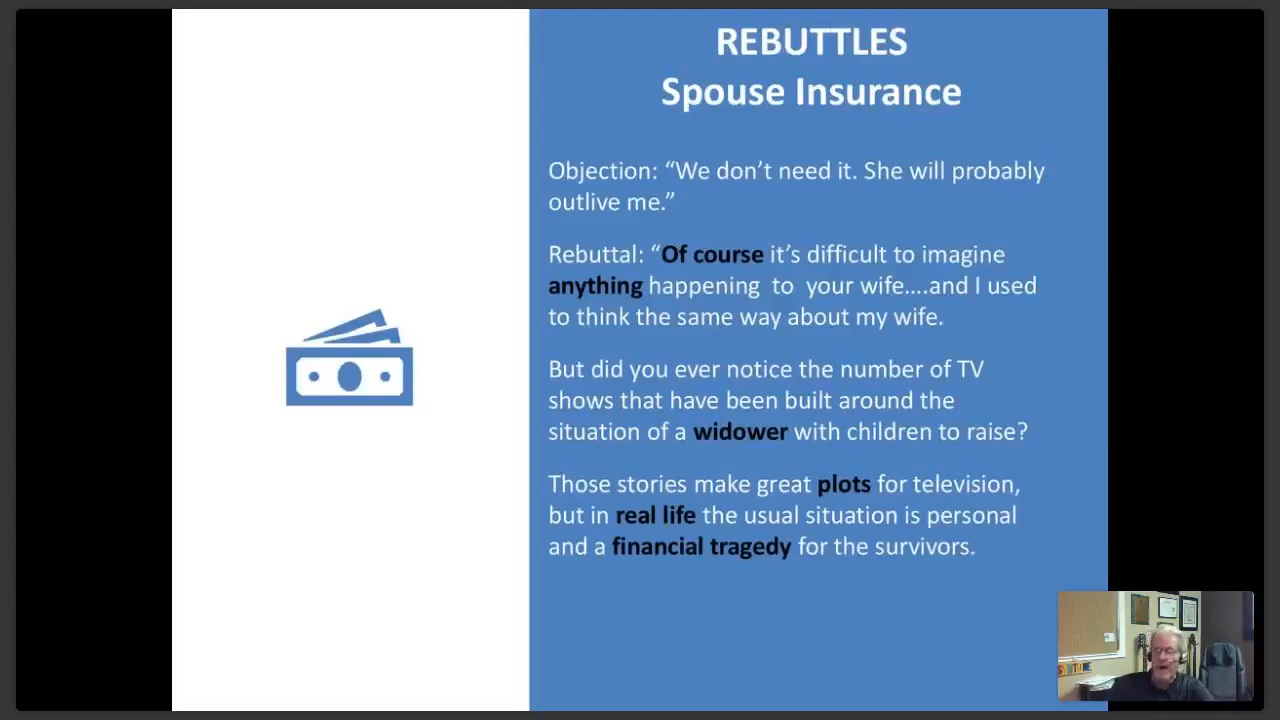 REBUTTLES
Spouse Insurance
Objection: “We don’t need it. She will probably
outlive me.”
Rebuttal: “Of course it’s difficult to imagine
anything happening to your wife....and I used
to think the same way about my wife.
But did you ever notice the number of TV
shows that have been built around the
situation of a widower with children to raise?
Those stories make great plots for television,
but in real life the usual situation is personal
and a financial tragedy for the survivors.